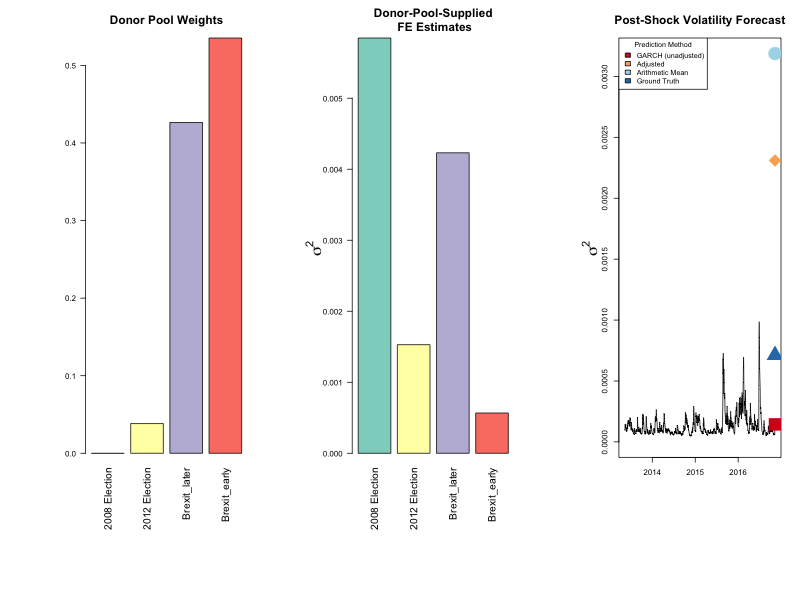 Donor Pool Weights
0.5
0.4
0.3
0.2
0.1
0.0
2008 Election
2012 Election
Brexit_later
Brexit_early
Donor-Pool-Supplied
FE Estimates
σ2
0.005
0.004
0.003
0.002
0.001
0.000
2008 Election
2012 Election
Brexit_later
Brexit_early
Post-Shock Volatility Forecast
Prediction Method
GARCH (unadjusted)
Adjusted
Arithmetic Mean
Ground Truth
σ2
0.0030
0.0025
0.0020
0.0015
0.0010
0.0005
0.0000
2014
2015
2016